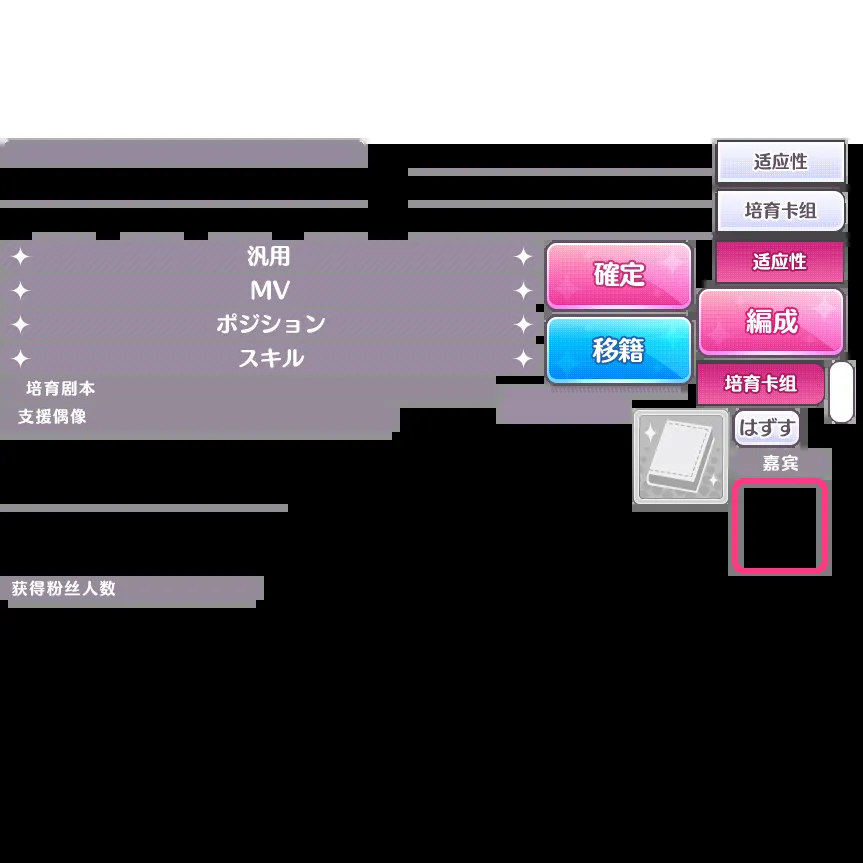 适应性
培育卡组
汎用
確定
适应性
MV
ポジション
編成
スキル
移籍
培育剧本
培育卡组
支援偶像
はずす
嘉宾
获得粉丝人数